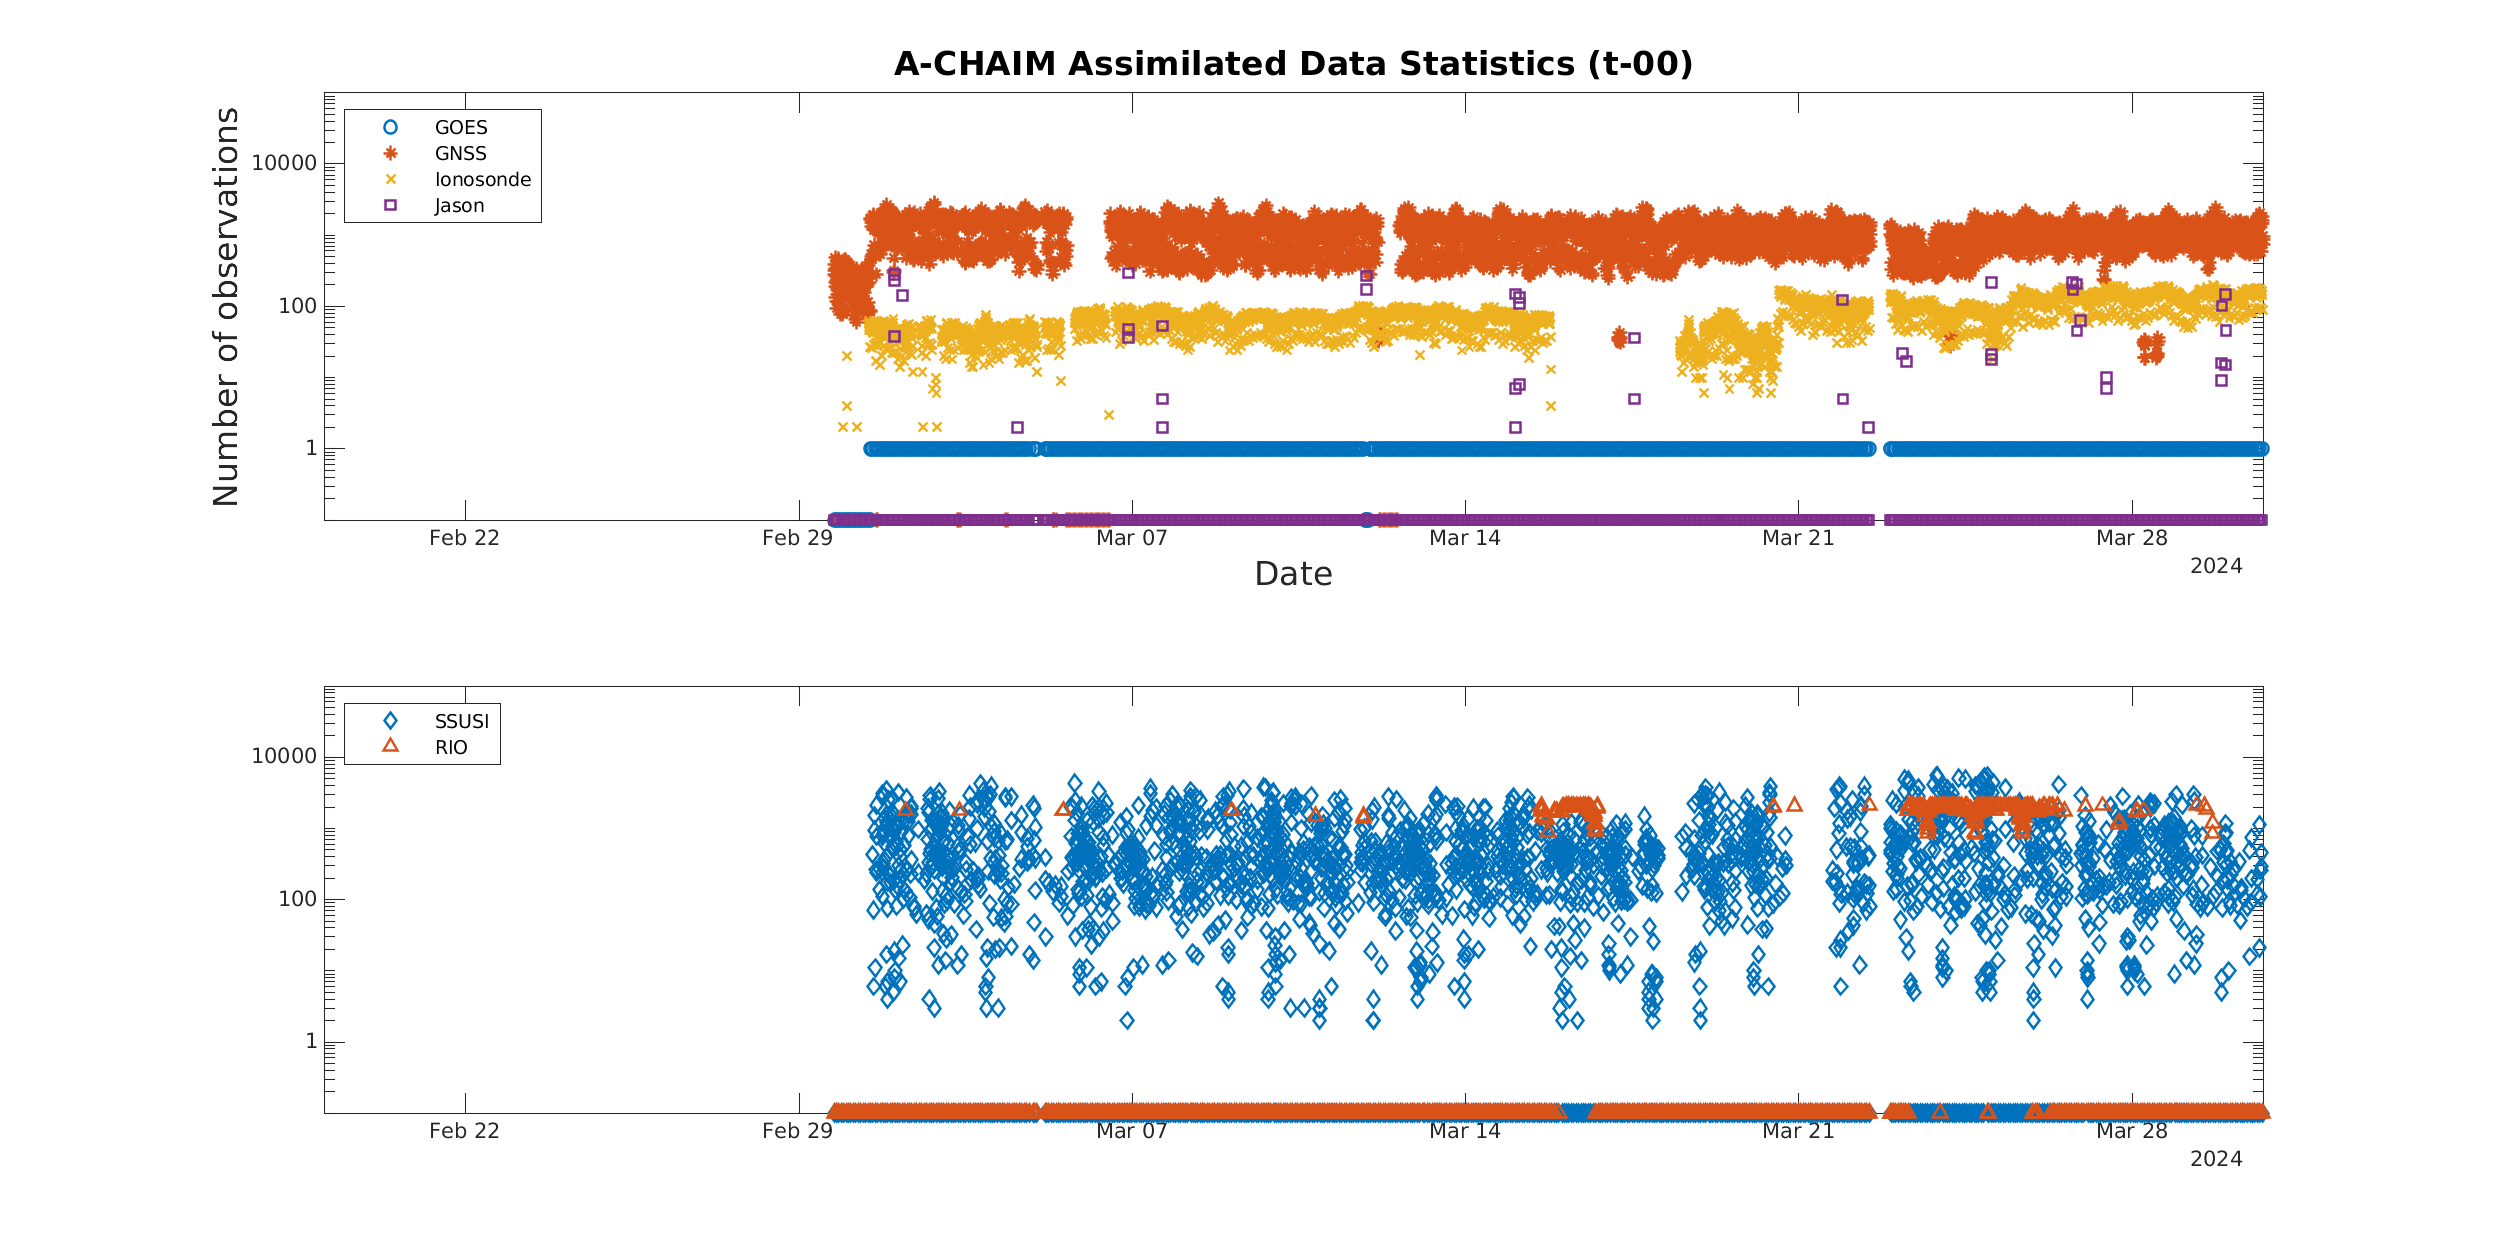 A-CHAIM Assimilated Data Statistics (t-00)
Number of observations
10000
100
1
GOES
GNSS
Ionosonde
Jason
Feb 22
Feb 29
Mar 07
Mar 14
Mar 21
Mar 28
2024
Date
10000
100
1
SSUSI
RIO
Feb 22
Feb 29
Mar 07
Mar 14
Mar 21
Mar 28
2024